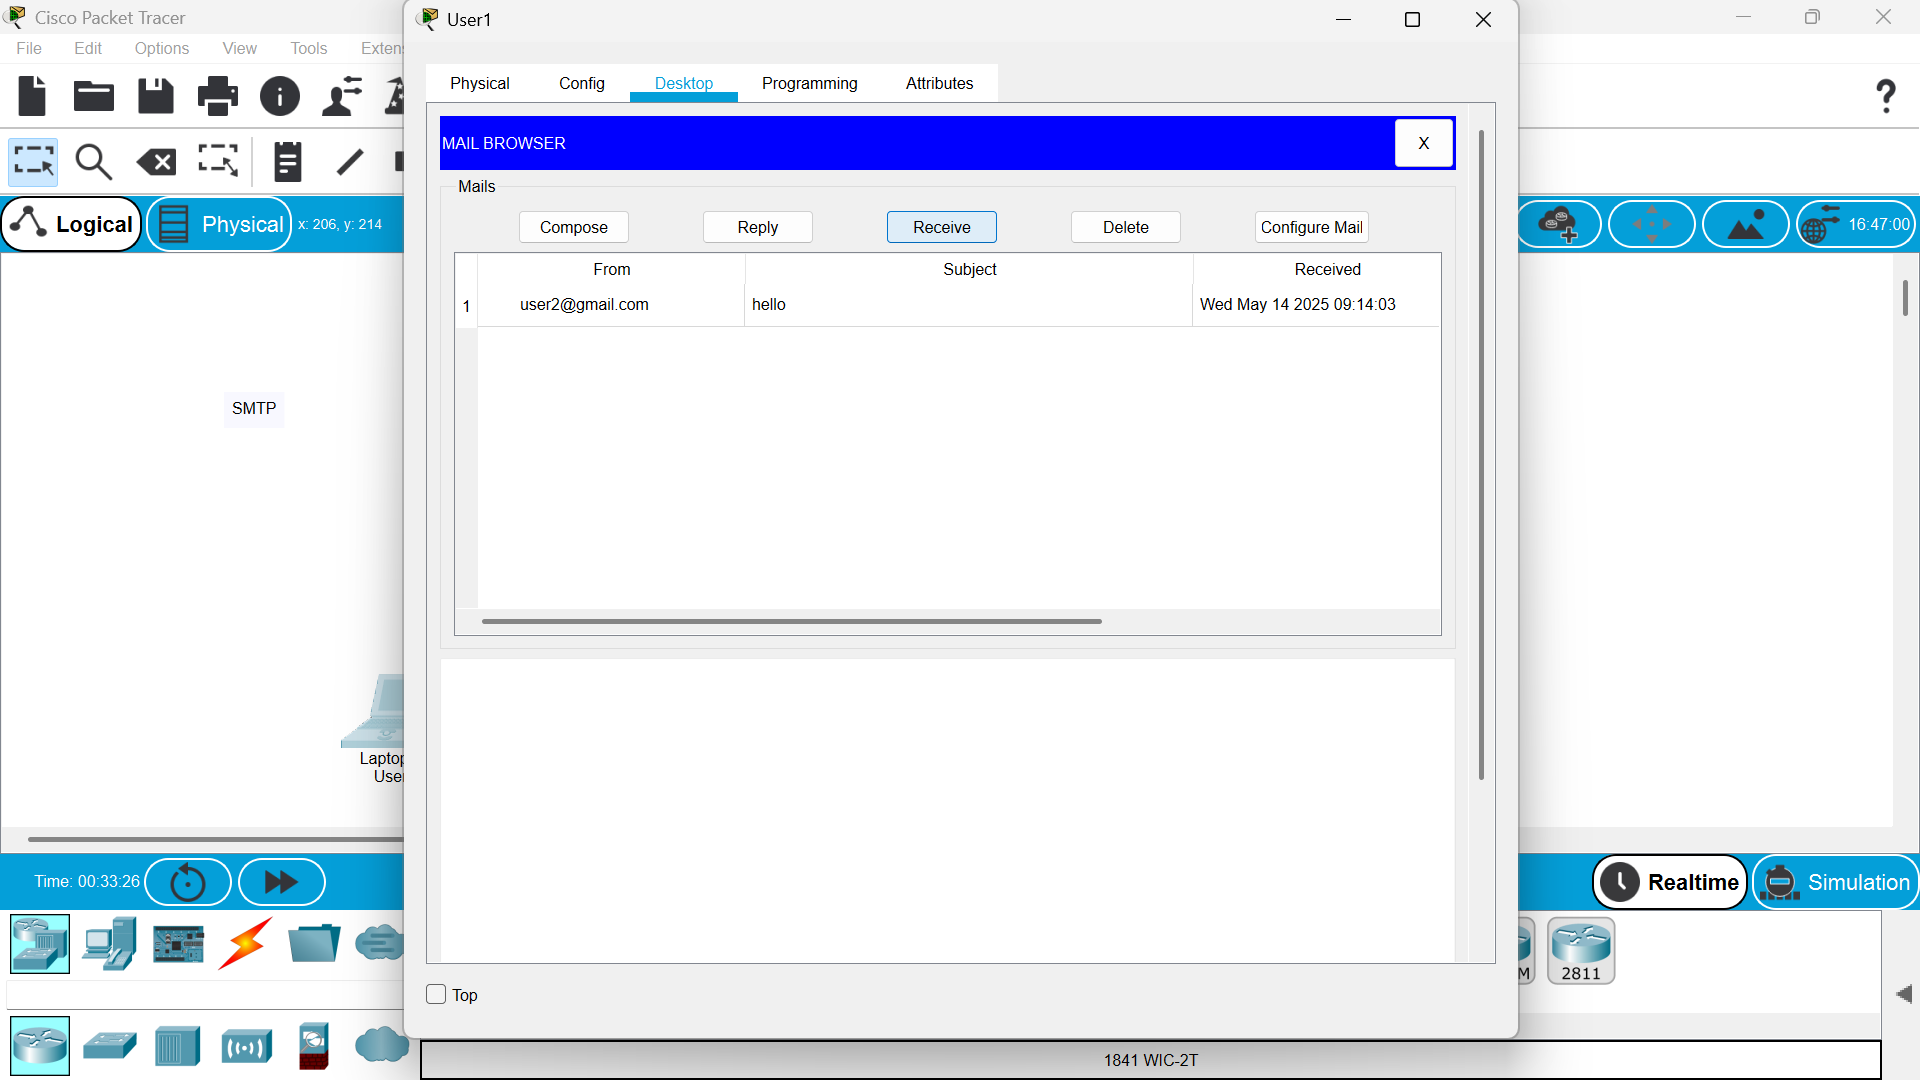 Cisco Packet Tracer
User1
File Edit Options View Tools Exten
Physical Config Desktop Programming Attributes
?
MAIL BROWSER X
Mails
Logical Physical x: 206, y: 214
16:47:00
Compose Reply Receive Delete Configure Mail
From Subject Received
1 user2@gmail.com hello Wed May 14 2025 09:14:03
SMTP
Laptop
User
Time: 00:33:26
Realtime Simulation
M
2811
Top
1841 WIC-2T